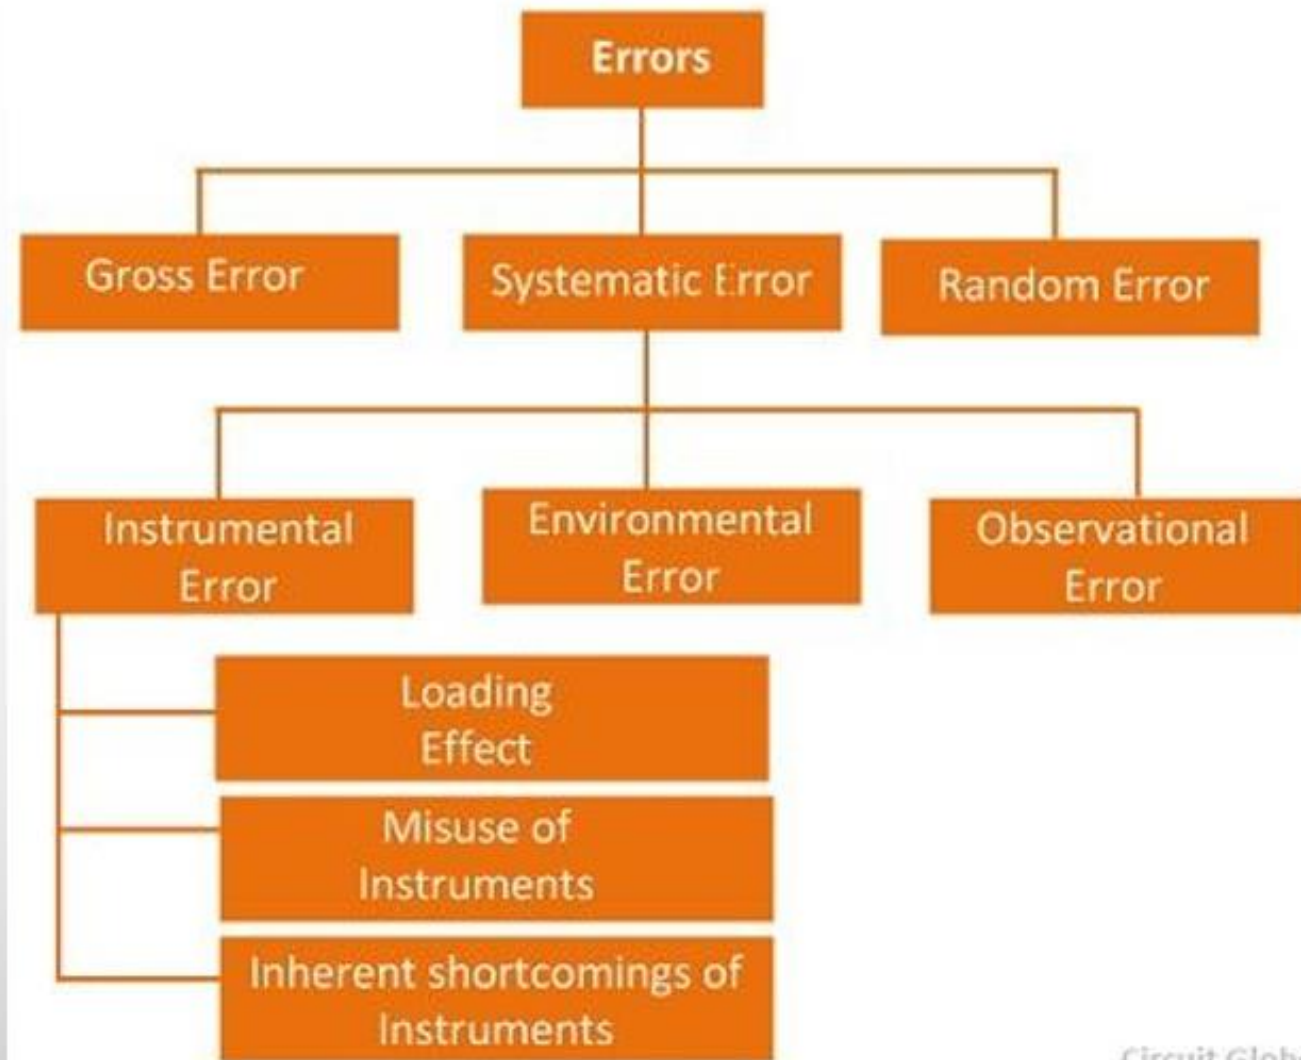 Errors
Gross Error
Systematic Error
Random Error
Instrumental
Error
Environmental
Error
Observational
Error
Loading
Effect
Misuse of
Instruments
Inherent shortcomings of
Instruments
Circuit